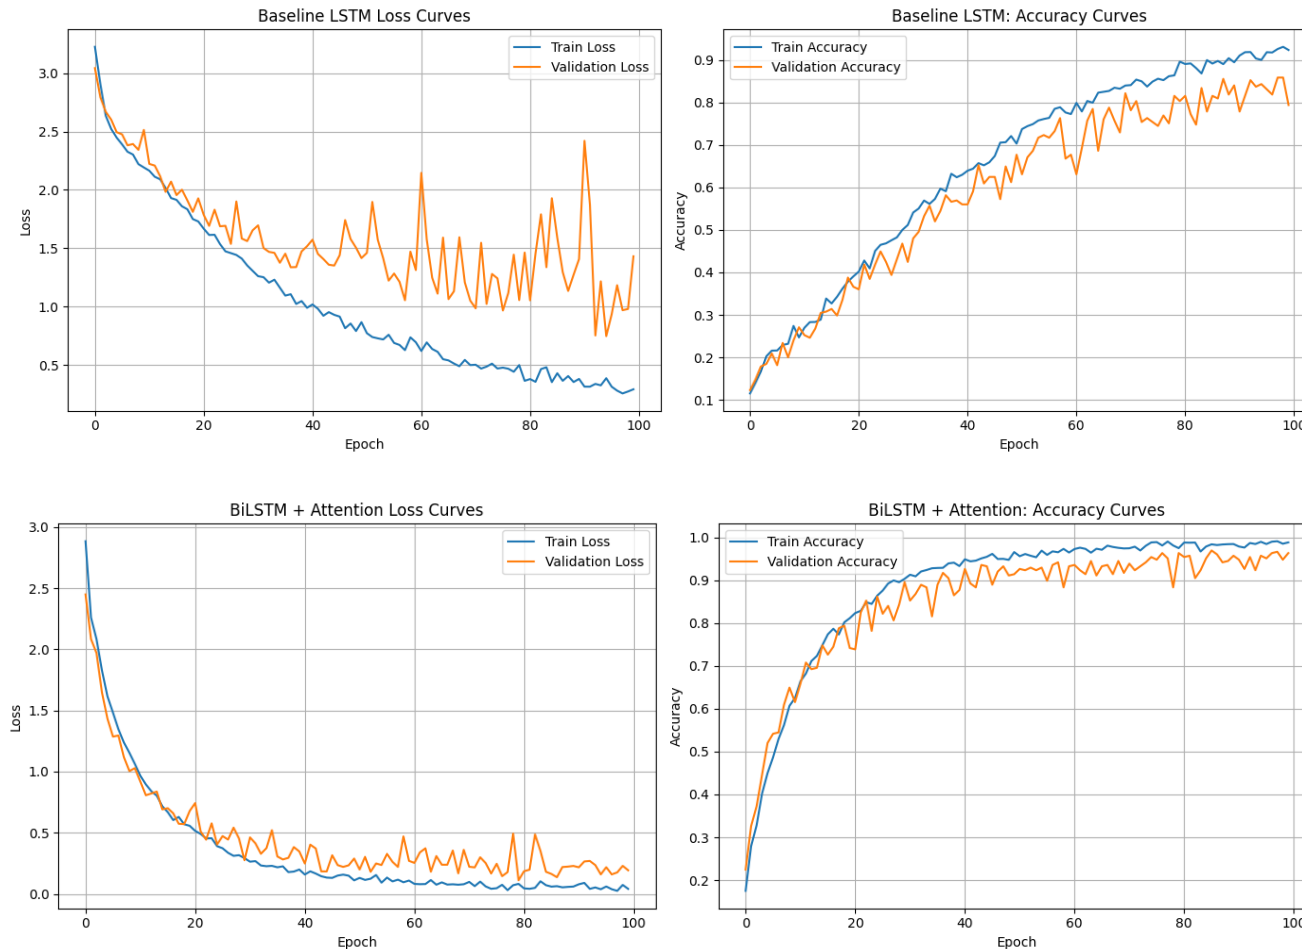 Baseline LSTM Loss Curves
Train Loss
Validation Loss
3.0
2.5
2.0
1.5
1.0
0.5
Loss
0 20 40 60 80 100
Epoch
Baseline LSTM: Accuracy Curves
Train Accuracy
Validation Accuracy
0.9
0.8
0.7
0.6
0.5
0.4
0.3
0.2
0.1
Accuracy
0 20 40 60 80 100
Epoch
BiLSTM + Attention Loss Curves
Train Loss
Validation Loss
3.0
2.5
2.0
1.5
1.0
0.5
0.0
Loss
0 20 40 60 80 100
Epoch
BiLSTM + Attention: Accuracy Curves
Train Accuracy
Validation Accuracy
1.0
0.9
0.8
0.7
0.6
0.5
0.4
0.3
0.2
Accuracy
0 20 40 60 80 100
Epoch